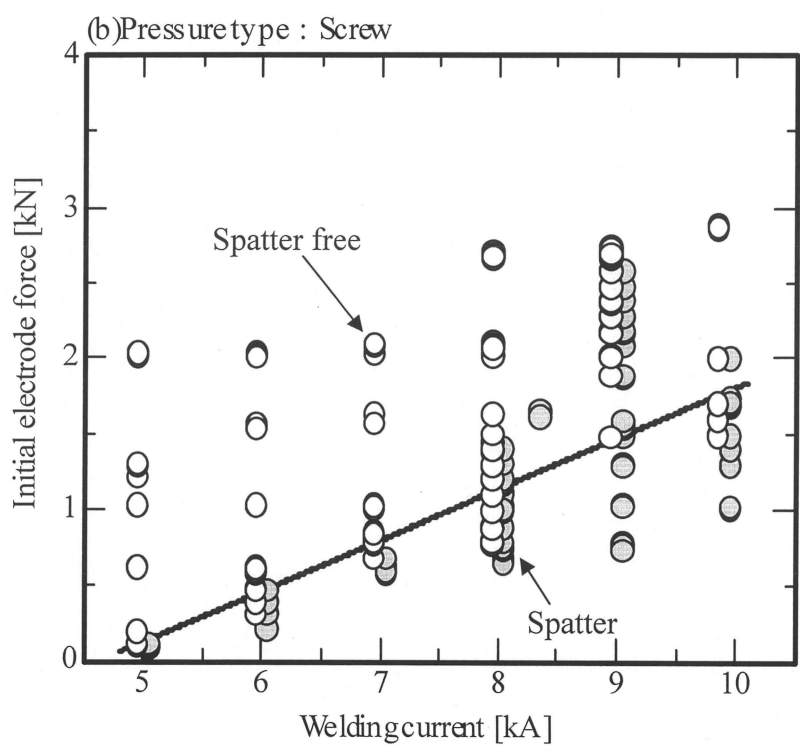 (b)Pressure type : Screw
4
3
2
1
0
Initial electrode force [kN]
Spatter free
Spatter
5 6 7 8 9 10
Welding current [kA]